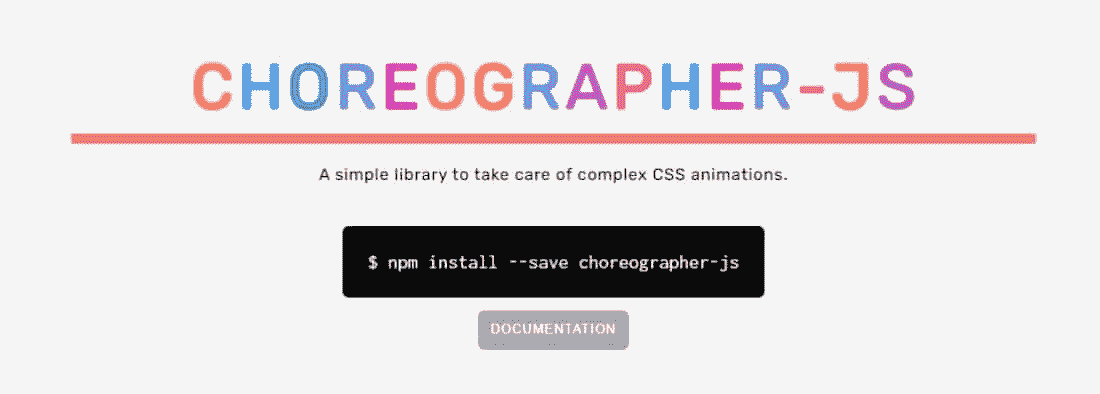 CHOREOGRAPHER-JS
A simple library to take care of complex CSS animations.
$ npm install --save choreographer-js
DOCUMENTATION